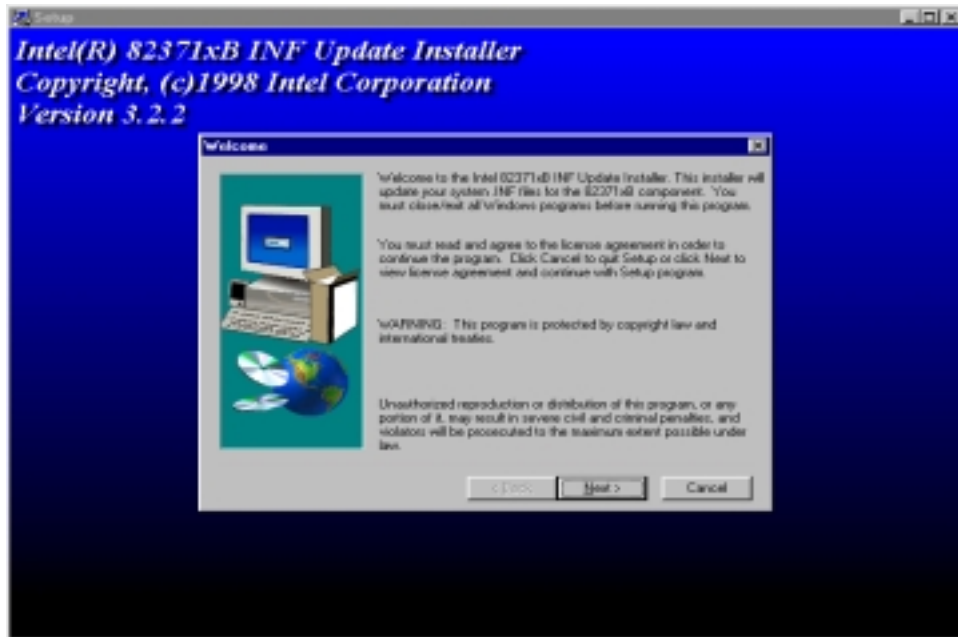 Setup
Intel(R) 82371xB INF Update Installer
Copyright, (c)1998 Intel Corporation
Version 3.2.2
Welcome
Welcome to the Intel 82371xB INF Update Installer. This installer will
update your system .INF files for the 82371xB component. You
must close/exit all Windows programs before running this program.
You must read and agree to the license agreement in order to
continue the program. Click Cancel to quit Setup or click Next to
view license agreement and continue with Setup program.
WARNING: This program is protected by copyright law and
international treaties.
Unauthorized reproduction or distribution of this program, or any
portion of it, may result in severe civil and criminal penalties, and
violators will be prosecuted to the maximum extent possible under
law.
< Back
Next >
Cancel